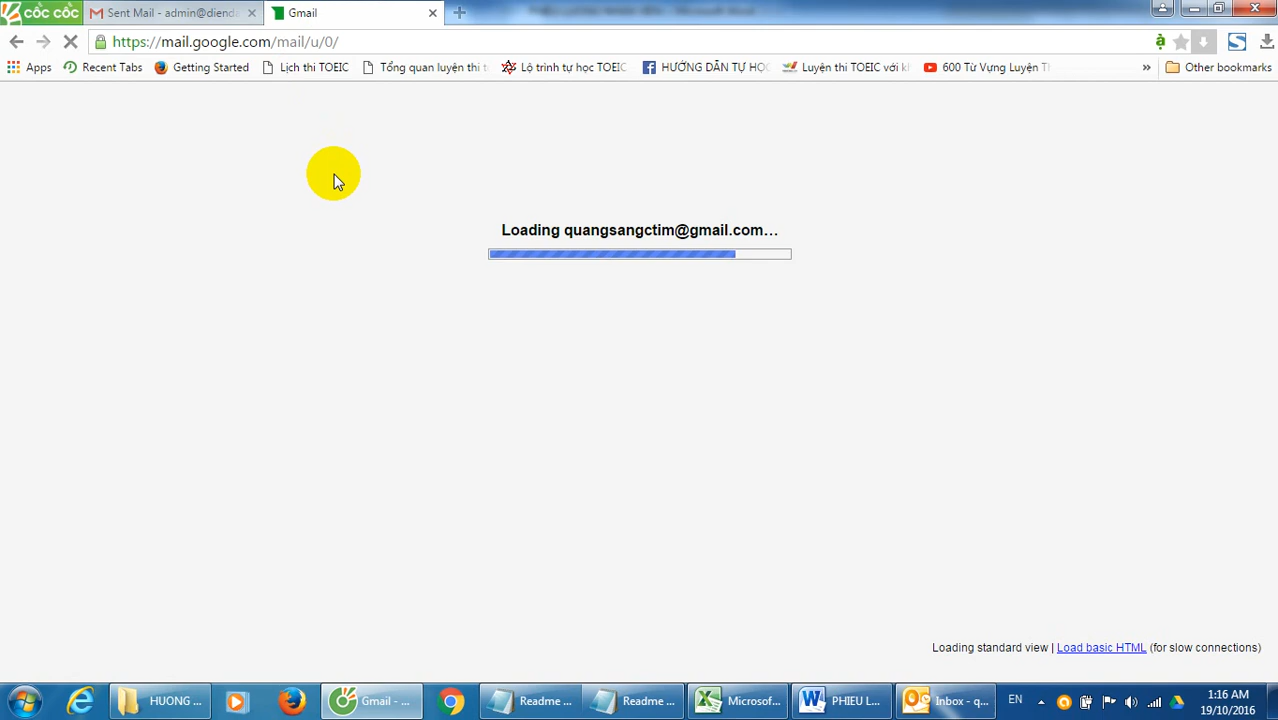 CỐC CỐC
Sent Mail - admin@diend
Gmail
https://mail.google.com/mail/u/0/
Apps
Recent Tabs
Getting Started
Lịch thi TOEIC
Tổng quan luyện thi t
Lộ trình tự học TOEIC
HƯỚNG DẪN TỰ HỌC
Luyện thi TOEIC với k
600 Từ Vựng Luyện T
»
Other bookmarks
Loading quangsangctim@gmail.com…
Loading standard view | Load basic HTML (for slow connections)
HUONG ...
Gmail - ...
Readme ...
Readme ...
Microsof...
PHIEU L...
Inbox - q...
EN
1:16 AM
19/10/2016